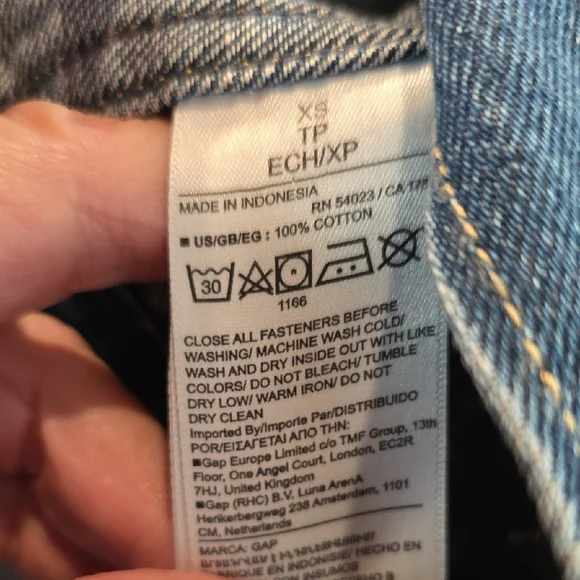 XS
TP
ECH/XP
MADE IN INDONESIA
RN 54023 / CA
■ US/GB/EG : 100% COTTON
30
1166
CLOSE ALL FASTENERS BEFORE
WASHING/ MACHINE WASH COLD/
WASH AND DRY INSIDE OUT WITH LIKE
COLORS/ DO NOT BLEACH/ TUMBLE
DRY LOW/ WARM IRON/ DO NOT
DRY CLEAN
Imported By/Importe Par/DISTRIBUIDO
POR/ΕΙΣΑΓΕΤΑΙ ΑΠΟ ΤΗΝ:
■Gap Europe Limited c/o TMF Group, 13th
Floor, One Angel Court, London, EC2R
7HJ, United Kingdom
■Gap (RHC) B.V. Luna ArenA
Herikerbergweg 238 Amsterdam, 1101
CM, Netherlands
MARCA: GAP
EN INDONÉSIE/ HECHO EN